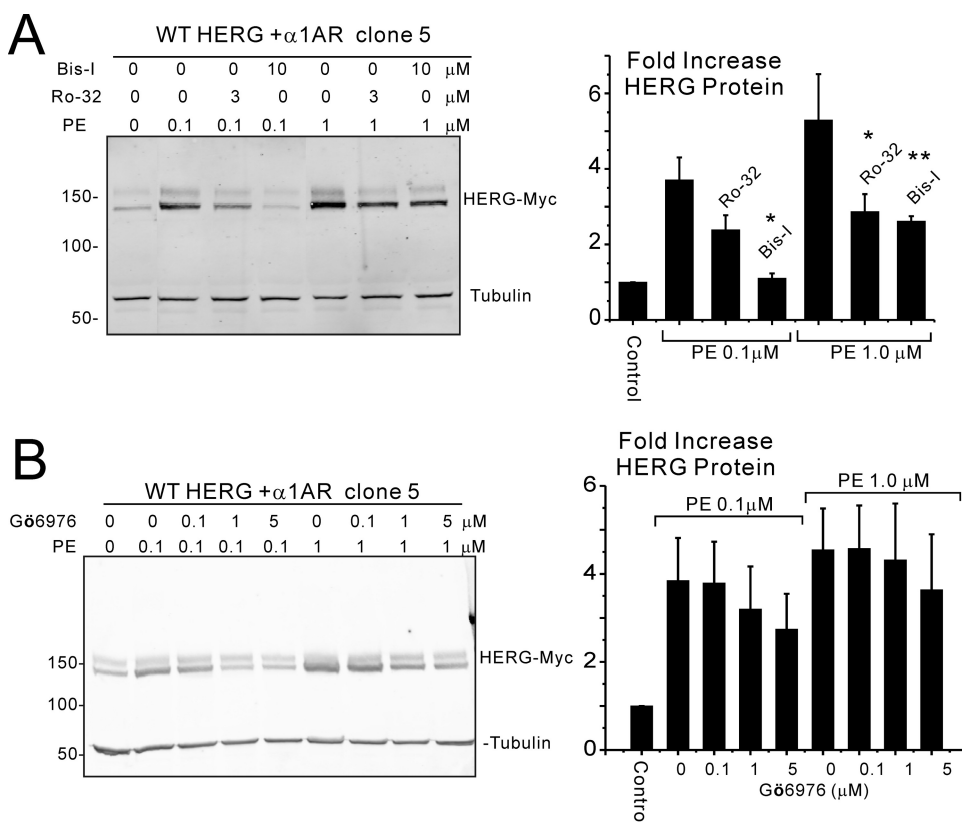 A
WT HERG +α1AR clone 5
Bis-I 0 0 0 10 0 0 10 μM
Ro-32 0 0 3 0 0 3 0 μM
PE 0 0.1 0.1 0.1 1 1 1 μM
150-
HERG-Myc
100-
Tubulin
50-
Fold Increase
HERG Protein
6
4
2
0
Ro-32
*
Bis-I
*
Ro-32
**
Bis-I
Control
PE 0.1μM
PE 1.0 μM
B
WT HERG +α1AR clone 5
Gö6976 0 0 0.1 1 5 0 0.1 1 5 μM
PE 0 0.1 0.1 0.1 0.1 1 1 1 1 μM
HERG-Myc
150-
100-
-Tubulin
50-
Fold Increase
HERG Protein
PE 0.1μM
PE 1.0 μM
6
4
2
0
Contro
0 0.1 1 5 0 0.1 1 5
Gö6976 (μM)